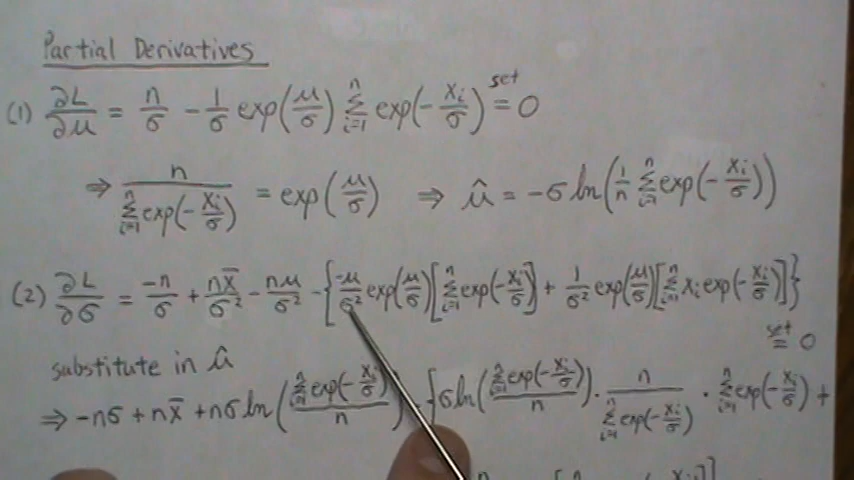 Partial Derivatives
(1) ∂L/∂μ = n/σ - 1/σ exp(μ/σ) Σ_{i=1}^{n} exp(-x_i/σ) set = 0
⇒ n / Σ_{i=1}^{n} exp(-x_i/σ) = exp(μ/σ) ⇒ μ̂ = -σ ln(1/n Σ_{i=1}^{n} exp(-x_i/σ))
(2) ∂L/∂σ = -n/σ + nx̄/σ² - nμ/σ² - {-μ/σ² exp(μ/σ)[Σ_{i=1}^{n} exp(-x_i/σ)] + 1/σ² exp(μ/σ)[Σ_{i=1}^{n} x_i exp(-x_i/σ)]} set = 0
substitute in μ̂
⇒ -nσ + nx̄ + nσ ln(Σ_{i=1}^{n} exp(-x_i/σ) / n) {σ ln(Σ_{i=1}^{n} exp(-x_i/σ) / n) · n / Σ_{i=1}^{n} exp(-x_i/σ) · Σ_{i=1}^{n} exp(-x_i/σ) +